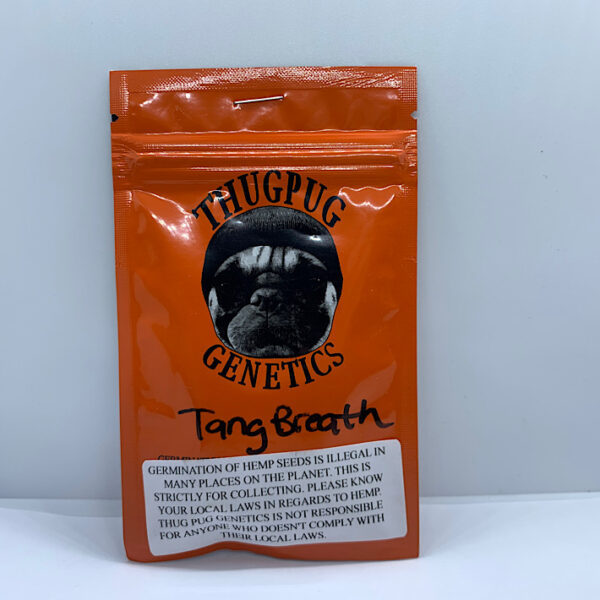 THUGPUG
GENETICS
Tang Breath
GERMINATION OF HEMP SEEDS IS ILLEGAL IN
MANY PLACES ON THE PLANET. THIS IS
STRICTLY FOR COLLECTING. PLEASE KNOW
YOUR LOCAL LAWS IN REGARDS TO HEMP.
THUG PUG GENETICS IS NOT RESPONSIBLE
FOR ANYONE WHO DOESN'T COMPLY WITH
THEIR LOCAL LAWS.